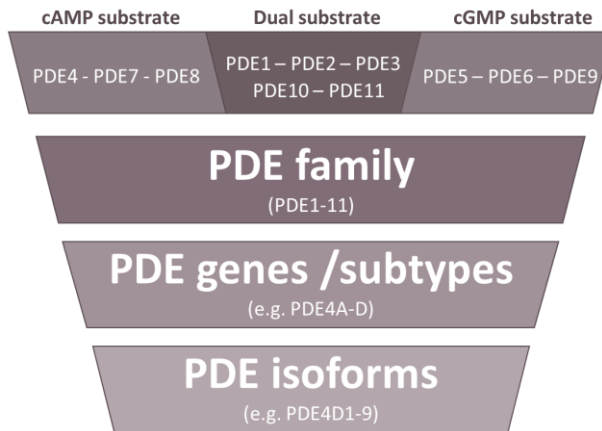 cAMP substrate
Dual substrate
cGMP substrate
PDE4 - PDE7 - PDE8
PDE1 – PDE2 – PDE3
PDE10 – PDE11
PDE5 – PDE6 – PDE9
PDE family
(PDE1-11)
PDE genes /subtypes
(e.g. PDE4A-D)
PDE isoforms
(e.g. PDE4D1-9)